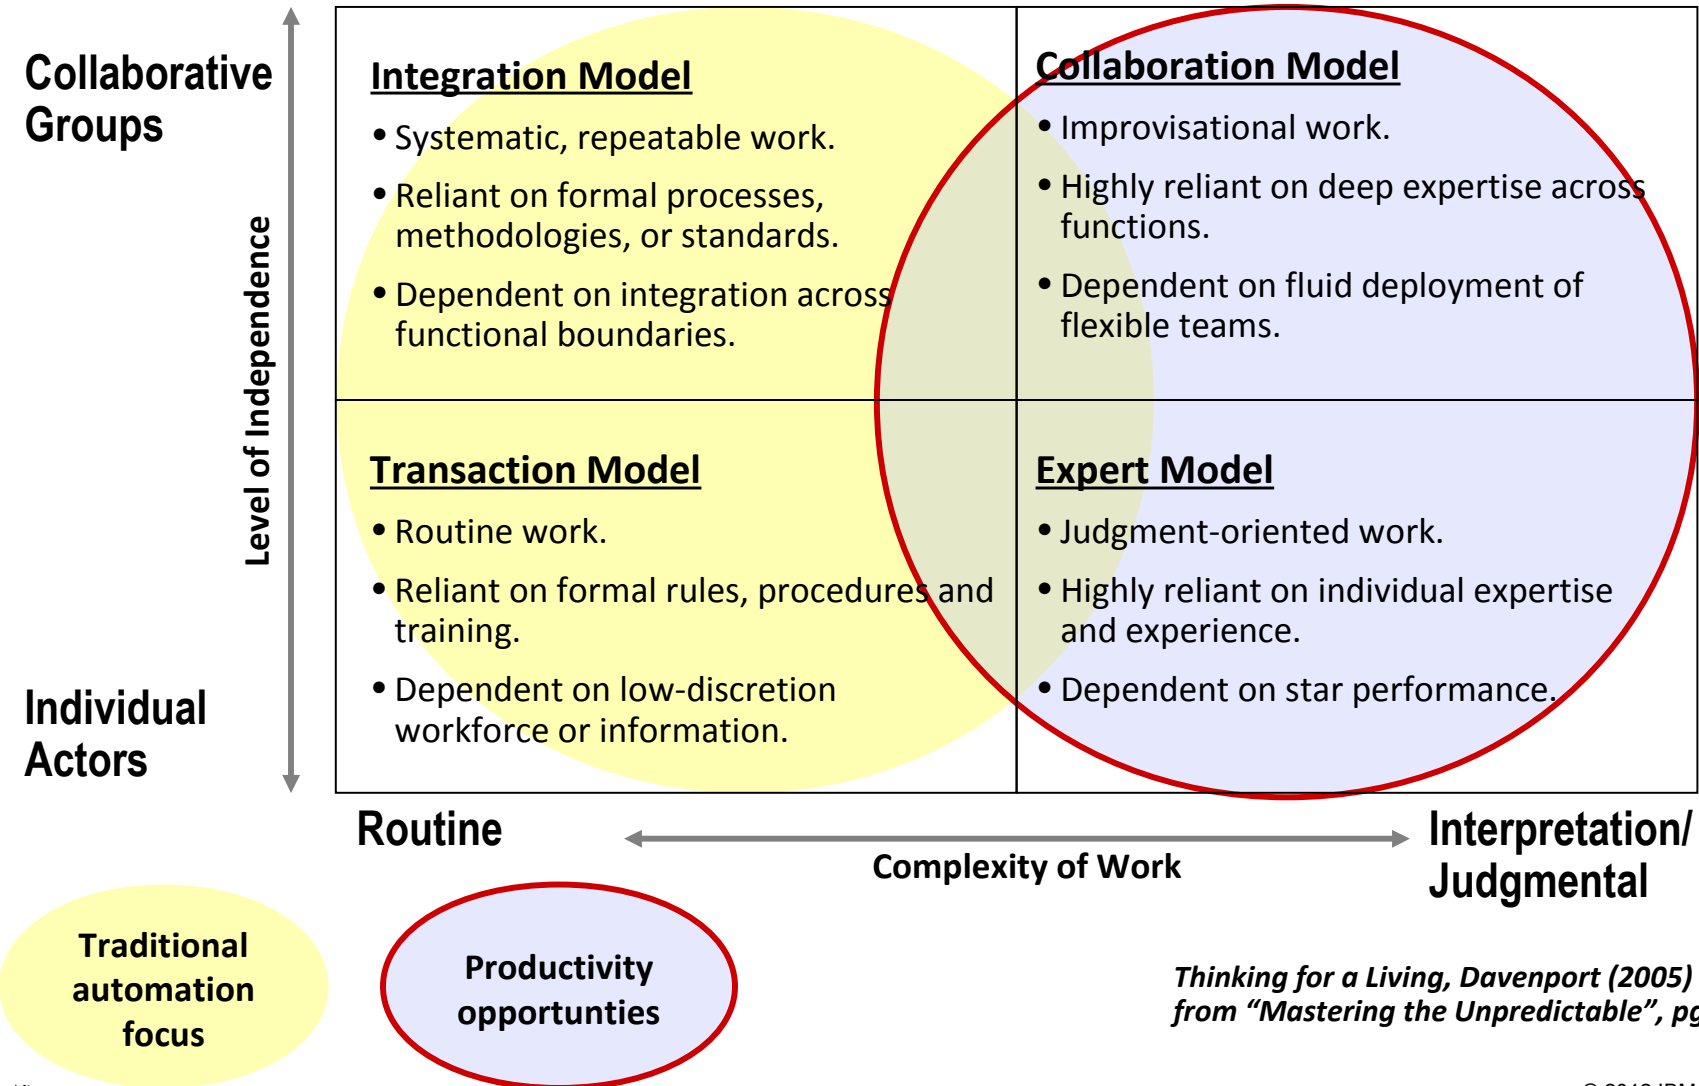 Collaborative
Groups
Level of Independence
Individual
Actors
Integration Model
• Systematic, repeatable work.
• Reliant on formal processes,
methodologies, or standards.
• Dependent on integration across
functional boundaries.
Collaboration Model
• Improvisational work.
• Highly reliant on deep expertise across
functions.
• Dependent on fluid deployment of
flexible teams.
Transaction Model
• Routine work.
• Reliant on formal rules, procedures and
training.
• Dependent on low-discretion
workforce or information.
Expert Model
• Judgment-oriented work.
• Highly reliant on individual expertise
and experience.
• Dependent on star performance.
Routine
Complexity of Work
Interpretation/
Judgmental
Traditional
automation
focus
Productivity
opportunties
Thinking for a Living, Davenport (2005)
from “Mastering the Unpredictable”, pg